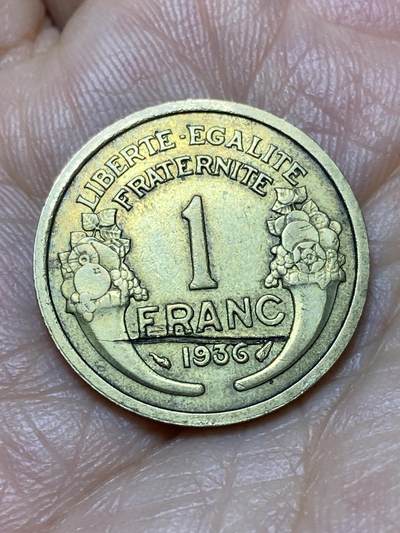 LIBERTE · EGALITE
FRATERNITE
1
FRANC
1936